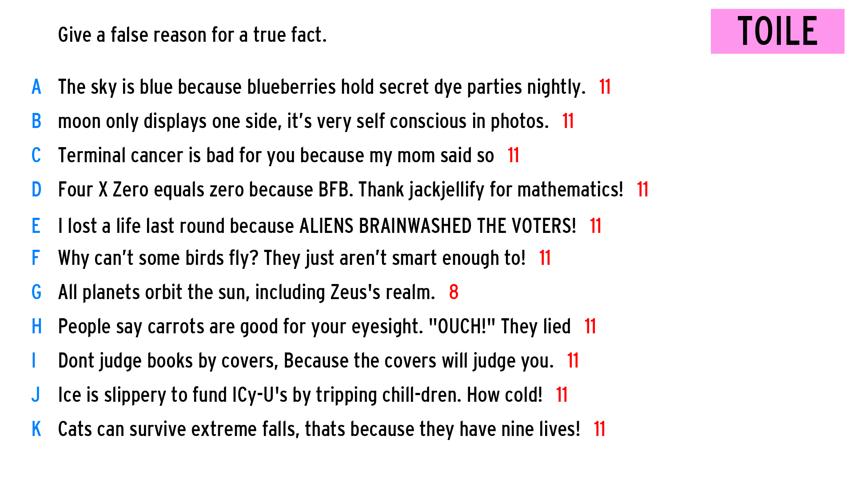 Give a false reason for a true fact.
TOILE
A The sky is blue because blueberries hold secret dye parties nightly. 11
B moon only displays one side, it's very self conscious in photos. 11
C Terminal cancer is bad for you because my mom said so 11
D Four X Zero equals zero because BFB. Thank jackjellify for mathematics! 11
E I lost a life last round because ALIENS BRAINWASHED THE VOTERS! 11
F Why can't some birds fly? They just aren't smart enough to! 11
G All planets orbit the sun, including Zeus's realm. 8
H People say carrots are good for your eyesight. "OUCH!" They lied 11
I Dont judge books by covers, Because the covers will judge you. 11
J Ice is slippery to fund ICy-U's by tripping chill-dren. How cold! 11
K Cats can survive extreme falls, thats because they have nine lives! 11